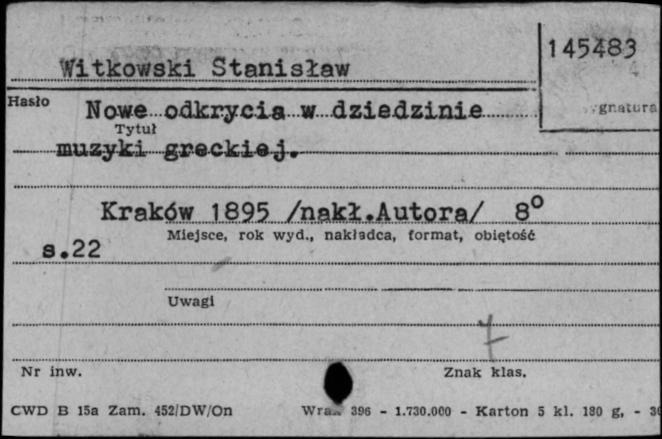 145483
Witkowski Stanisław
Hasło
Nowe odkrycia w dziedzinie
gnatura
Tytuł
muzyki greckiej.
Kraków 1895 /nakł.Autora/ 8º
Miejsce, rok wyd., nakładca, format, objętość
s.22
Uwagi
Nr inw.
Znak klas.
CWD B 15a Zam. 452/DW/On 396 - 1.730.000 - Karton 5 kl. 180 g, -